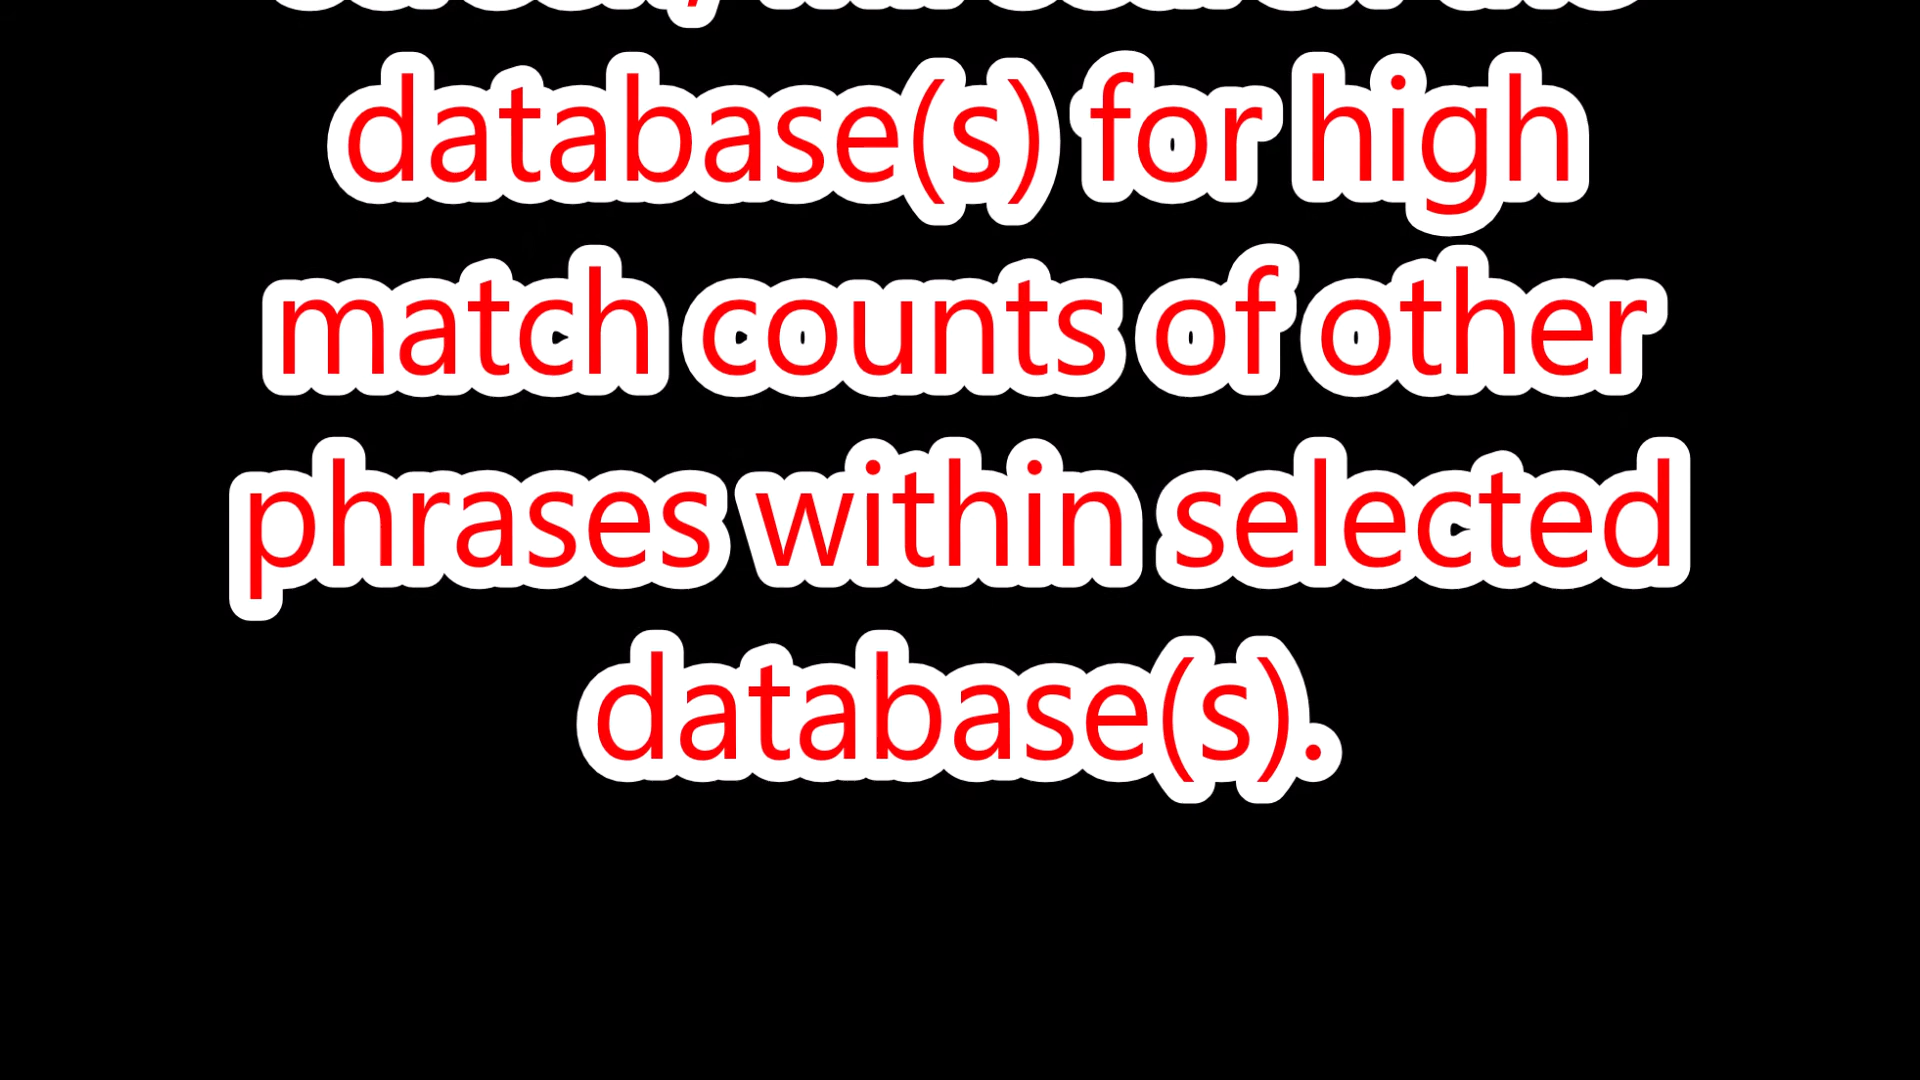 database(s) for high
match counts of other
phrases within selected
database(s).